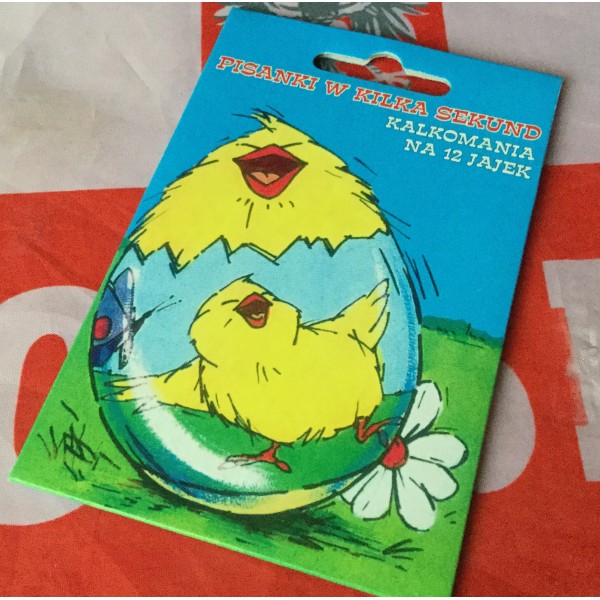 PISANKI W KILKA SEKUND
KALKOMANIA
NA 12 JAJEK